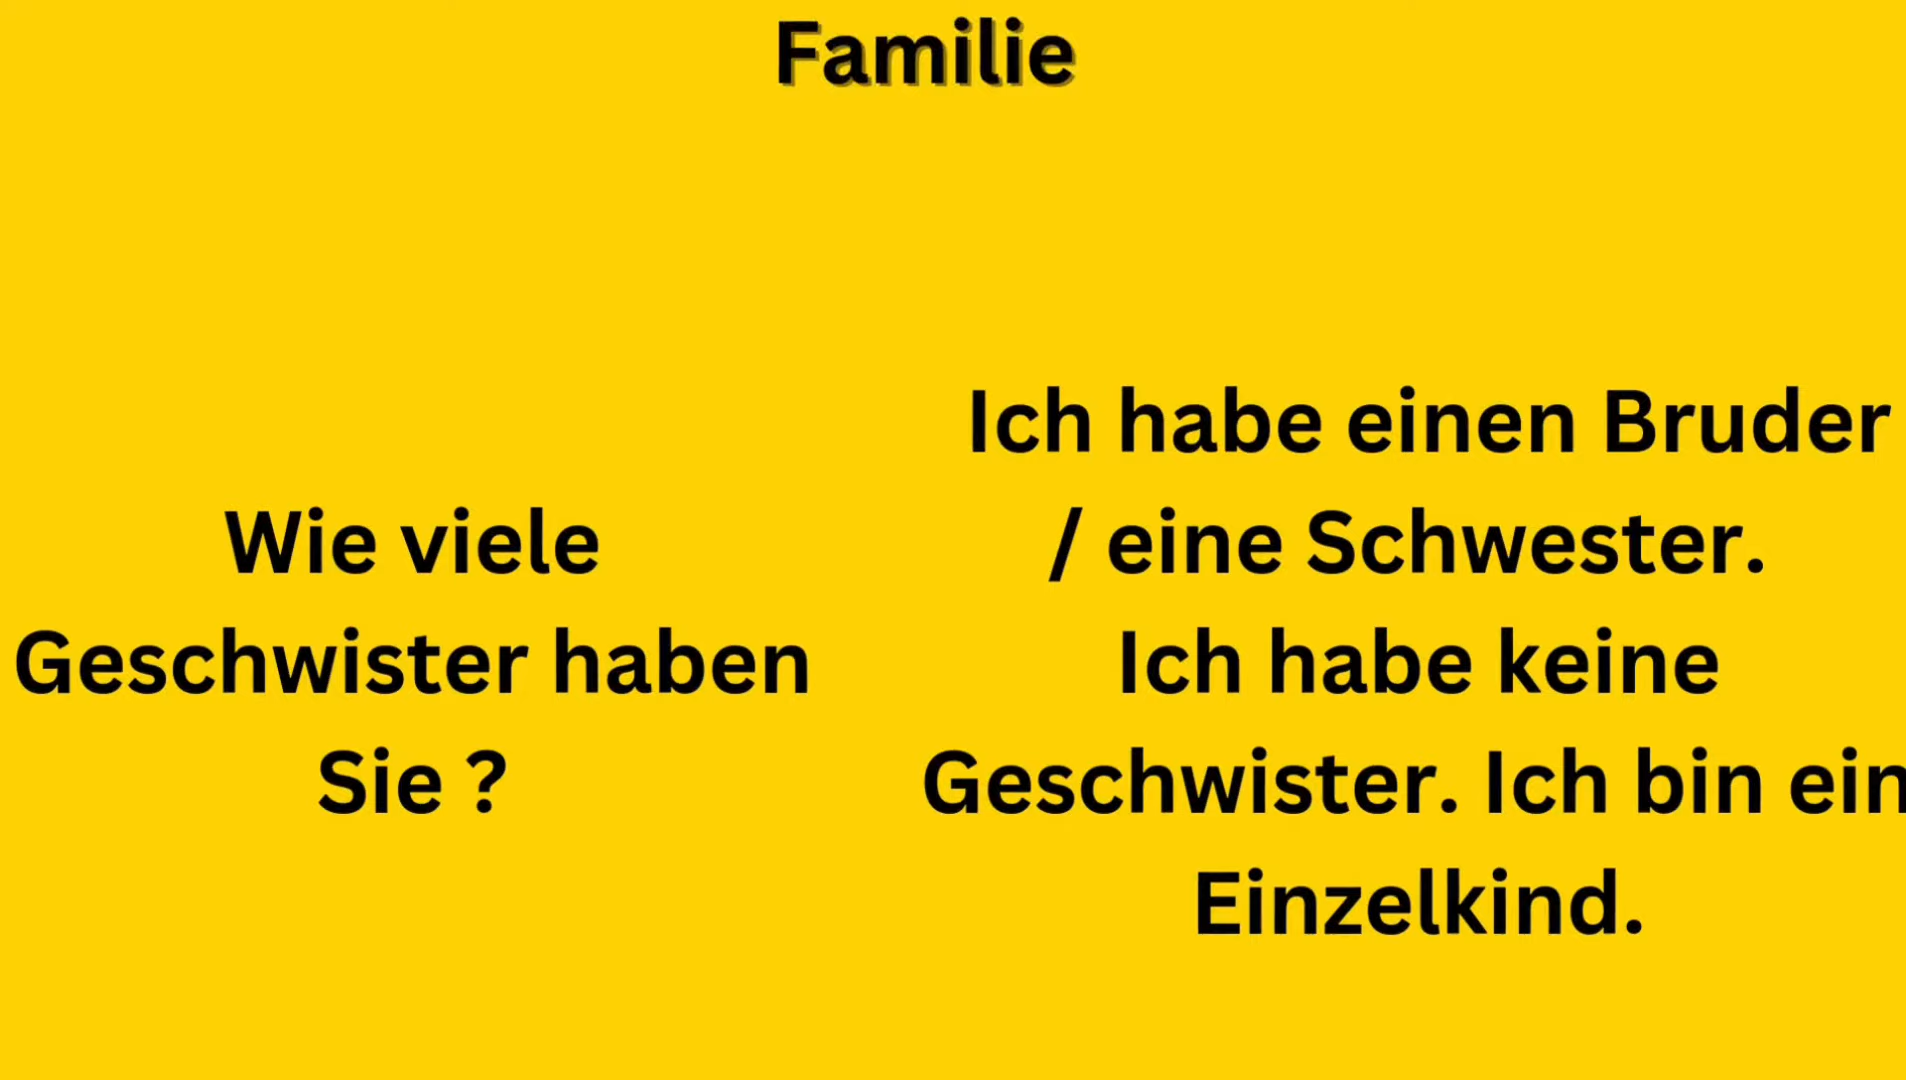 Familie
Wie viele
Geschwister haben
Sie ?
Ich habe einen Bruder
/ eine Schwester.
Ich habe keine
Geschwister. Ich bin ein
Einzelkind.